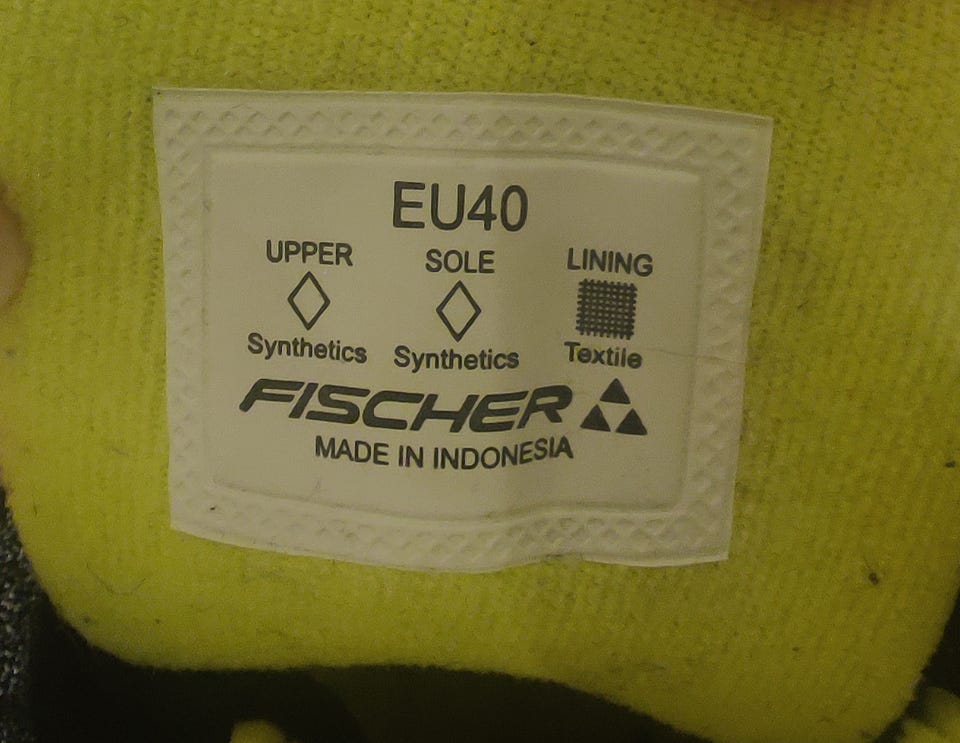 EU40
UPPER SOLE LINING
Synthetics Synthetics Textile
FISCHER
MADE IN INDONESIA